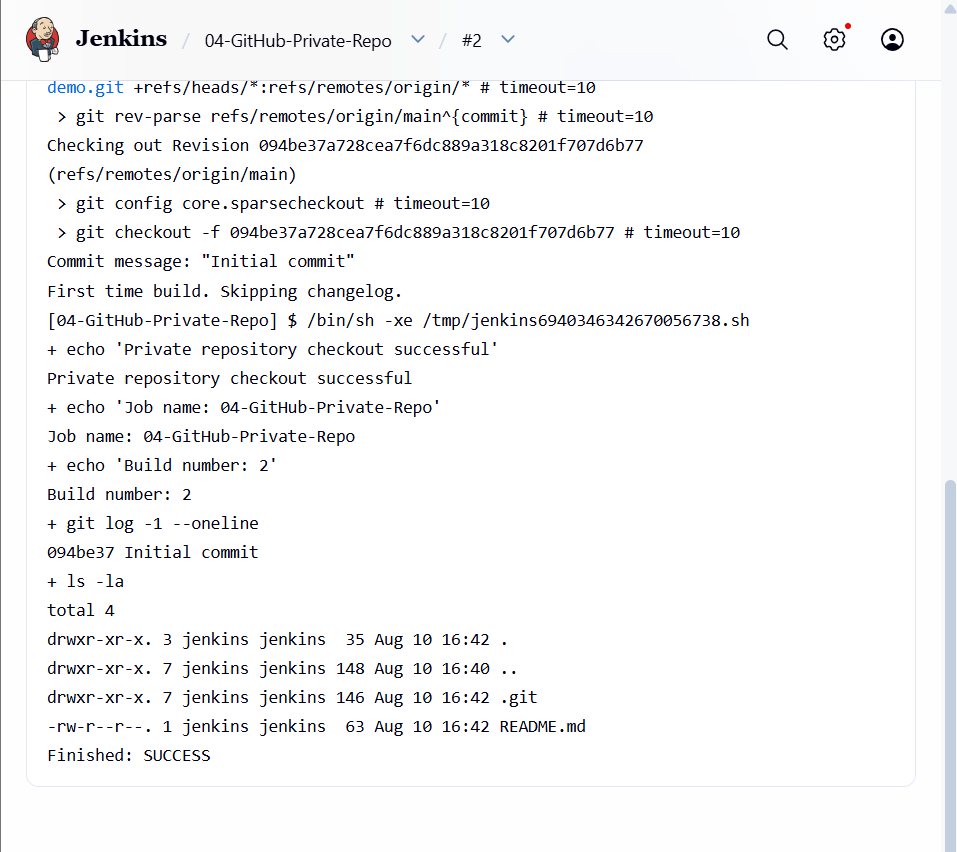 Jenkins / 04-GitHub-Private-Repo / #2
demo.git +refs/heads/*:refs/remotes/origin/* # timeout=10
 > git rev-parse refs/remotes/origin/main^{commit} # timeout=10
Checking out Revision 094be37a728cea7f6dc889a318c8201f707d6b77
(refs/remotes/origin/main)
 > git config core.sparsecheckout # timeout=10
 > git checkout -f 094be37a728cea7f6dc889a318c8201f707d6b77 # timeout=10
Commit message: "Initial commit"
First time build. Skipping changelog.
[04-GitHub-Private-Repo] $ /bin/sh -xe /tmp/jenkins6940346342670056738.sh
+ echo 'Private repository checkout successful'
Private repository checkout successful
+ echo 'Job name: 04-GitHub-Private-Repo'
Job name: 04-GitHub-Private-Repo
+ echo 'Build number: 2'
Build number: 2
+ git log -1 --oneline
094be37 Initial commit
+ ls -la
total 4
drwxr-xr-x. 3 jenkins jenkins  35 Aug 10 16:42 .
drwxr-xr-x. 7 jenkins jenkins 148 Aug 10 16:40 ..
drwxr-xr-x. 7 jenkins jenkins 146 Aug 10 16:42 .git
-rw-r--r--. 1 jenkins jenkins  63 Aug 10 16:42 README.md
Finished: SUCCESS